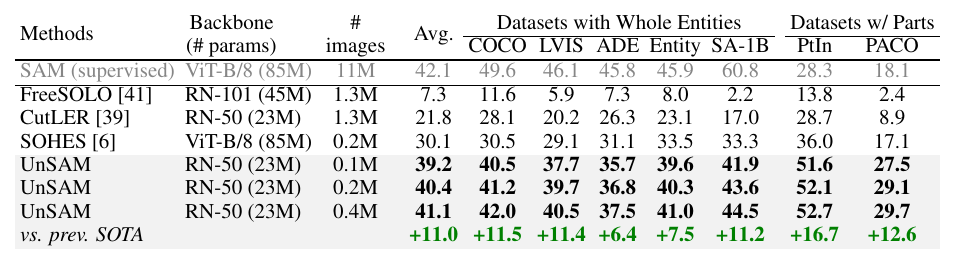 Methods Backbone (# params) # images Avg. Datasets with Whole Entities Datasets w/ Parts
COCO LVIS ADE Entity SA-1B PtIn PACO
SAM (supervised) ViT-B/8 (85M) 11M 42.1 49.6 46.1 45.8 45.9 60.8 28.3 18.1
FreeSOLO [41] RN-101 (45M) 1.3M 7.3 11.6 5.9 7.3 8.0 2.2 13.8 2.4
CutLER [39] RN-50 (23M) 1.3M 21.8 28.1 20.2 26.3 23.1 17.0 28.7 8.9
SOHES [6] ViT-B/8 (85M) 0.2M 30.1 30.5 29.1 31.1 33.5 33.3 36.0 17.1
UnSAM RN-50 (23M) 0.1M 39.2 40.5 37.7 35.7 39.6 41.9 51.6 27.5
UnSAM RN-50 (23M) 0.2M 40.4 41.2 39.7 36.8 40.3 43.6 52.1 29.1
UnSAM RN-50 (23M) 0.4M 41.1 42.0 40.5 37.5 41.0 44.5 52.7 29.7
vs. prev. SOTA +11.0 +11.5 +11.4 +6.4 +7.5 +11.2 +16.7 +12.6